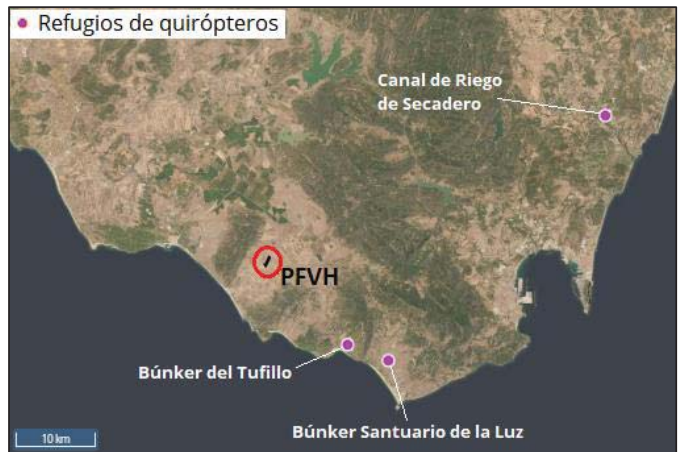 Refugios de quirópteros
Canal de Riego
de Secadero
PFVH
Búnker del Tufillo
Búnker Santuario de la Luz
10 km